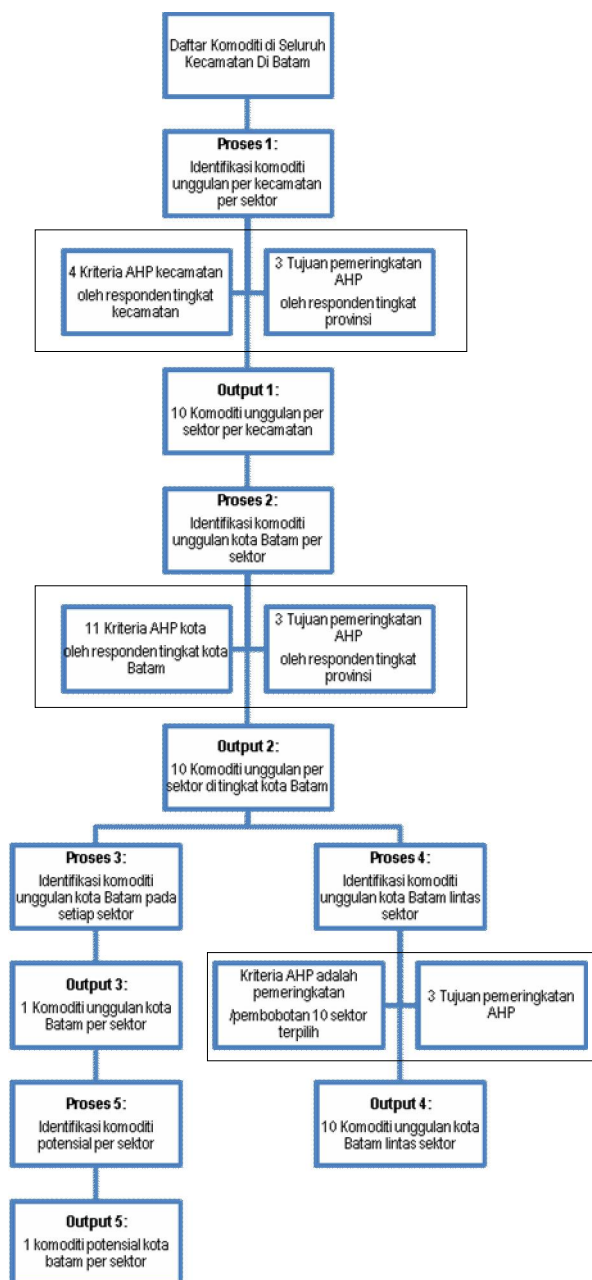 Daftar Komoditi di Seluruh
Kecamatan Di Batam
Proses 1:
Identifikasi komoditi
unggulan per kecamatan
per sektor
4 Kriteria AHP kecamatan
oleh responden tingkat
kecamatan
3 Tujuan pemeringkatan
AHP
oleh responden tingkat
provinsi
Output 1:
10 Komoditi unggulan per
sektor per kecamatan
Proses 2:
Identifikasi komoditi
unggulan kota Batam per
sektor
11 Kriteria AHP kota
oleh responden tingkat kota
Batam
3 Tujuan pemeringkatan
AHP
oleh responden tingkat
provinsi
Output 2:
10 Komoditi unggulan per
sektor di tingkat kota Batam
Proses 3:
Identifikasi komoditi
unggulan kota Batam pada
setiap sektor
Proses 4:
Identifikasi komoditi
unggulan kota Batam lintas
sektor
Output 3:
1 Komoditi unggulan kota
Batam per sektor
Kriteria AHP adalah
pemeringkatan
/pembobotan 10 sektor
terpilih
3 Tujuan pemeringkatan
AHP
Proses 5:
Identifikasi komoditi
potensial per sektor
Output 4:
10 Komoditi unggulan kota
Batam lintas sektor
Output 5:
1 komoditi potensial kota
batam per sektor